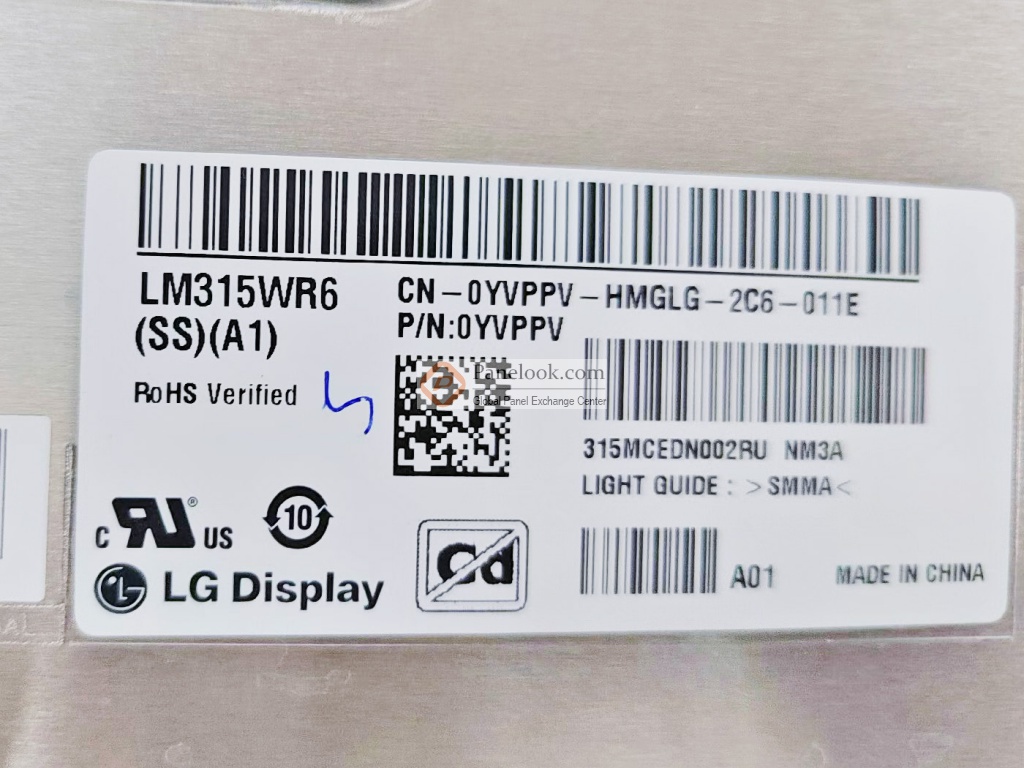 LM315WR6
(SS)(A1)
CN-0YVPPV-HMGLG-2C6-011E
P/N:0YVPPV
RoHS Verified
Panelook.com
Global Panel Exchange Center
315MCEDN002RU NM3A
LIGHT GUIDE : >SMMA<
c RU ® US
10
Cd
LG Display
A01
MADE IN CHINA